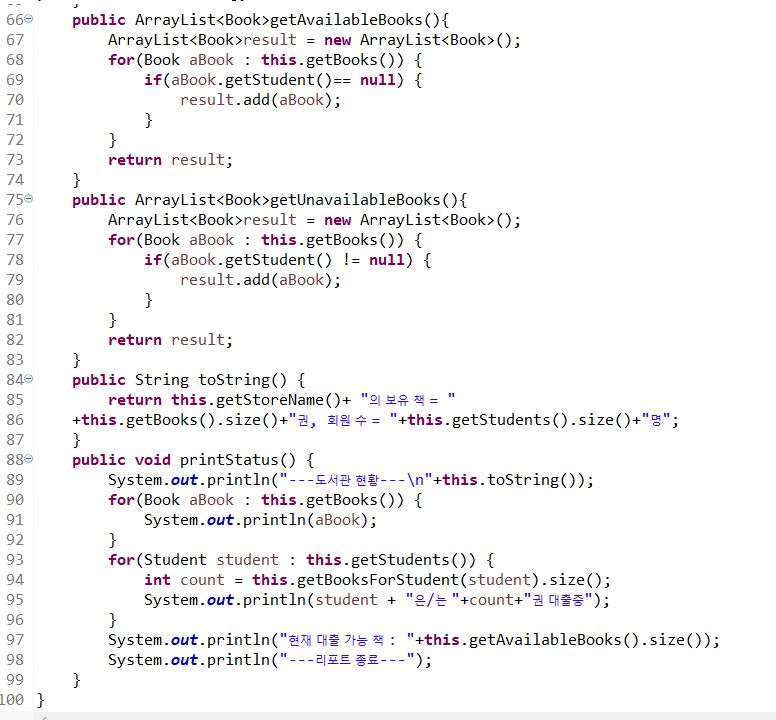 66 public ArrayList<Book>getAvailableBooks(){
67 ArrayList<Book>result = new ArrayList<Book>();
68 for(Book aBook : this.getBooks()) {
69 if(aBook.getStudent()== null) {
70 result.add(aBook);
71 }
72 }
73 return result;
74 }
75 public ArrayList<Book>getUnavailableBooks(){
76 ArrayList<Book>result = new ArrayList<Book>();
77 for(Book aBook : this.getBooks()) {
78 if(aBook.getStudent() != null) {
79 result.add(aBook);
80 }
81 }
82 return result;
83 }
84 public String toString() {
85 return this.getStoreName()+ "의 보유 책 = "
86 +this.getBooks().size()+"권, 회원 수 = "+this.getStudents().size()+"명";
87 }
88 public void printStatus() {
89 System.out.println("---도서관 현황---\n"+this.toString());
90 for(Book aBook : this.getBooks()) {
91 System.out.println(aBook);
92 }
93 for(Student student : this.getStudents()) {
94 int count = this.getBooksForStudent(student).size();
95 System.out.println(student + "은/는 "+count+"권 대출중");
96 }
97 System.out.println("현재 대출 가능 책 : "+this.getAvailableBooks().size());
98 System.out.println("---리포트 종료---");
99 }
100 }